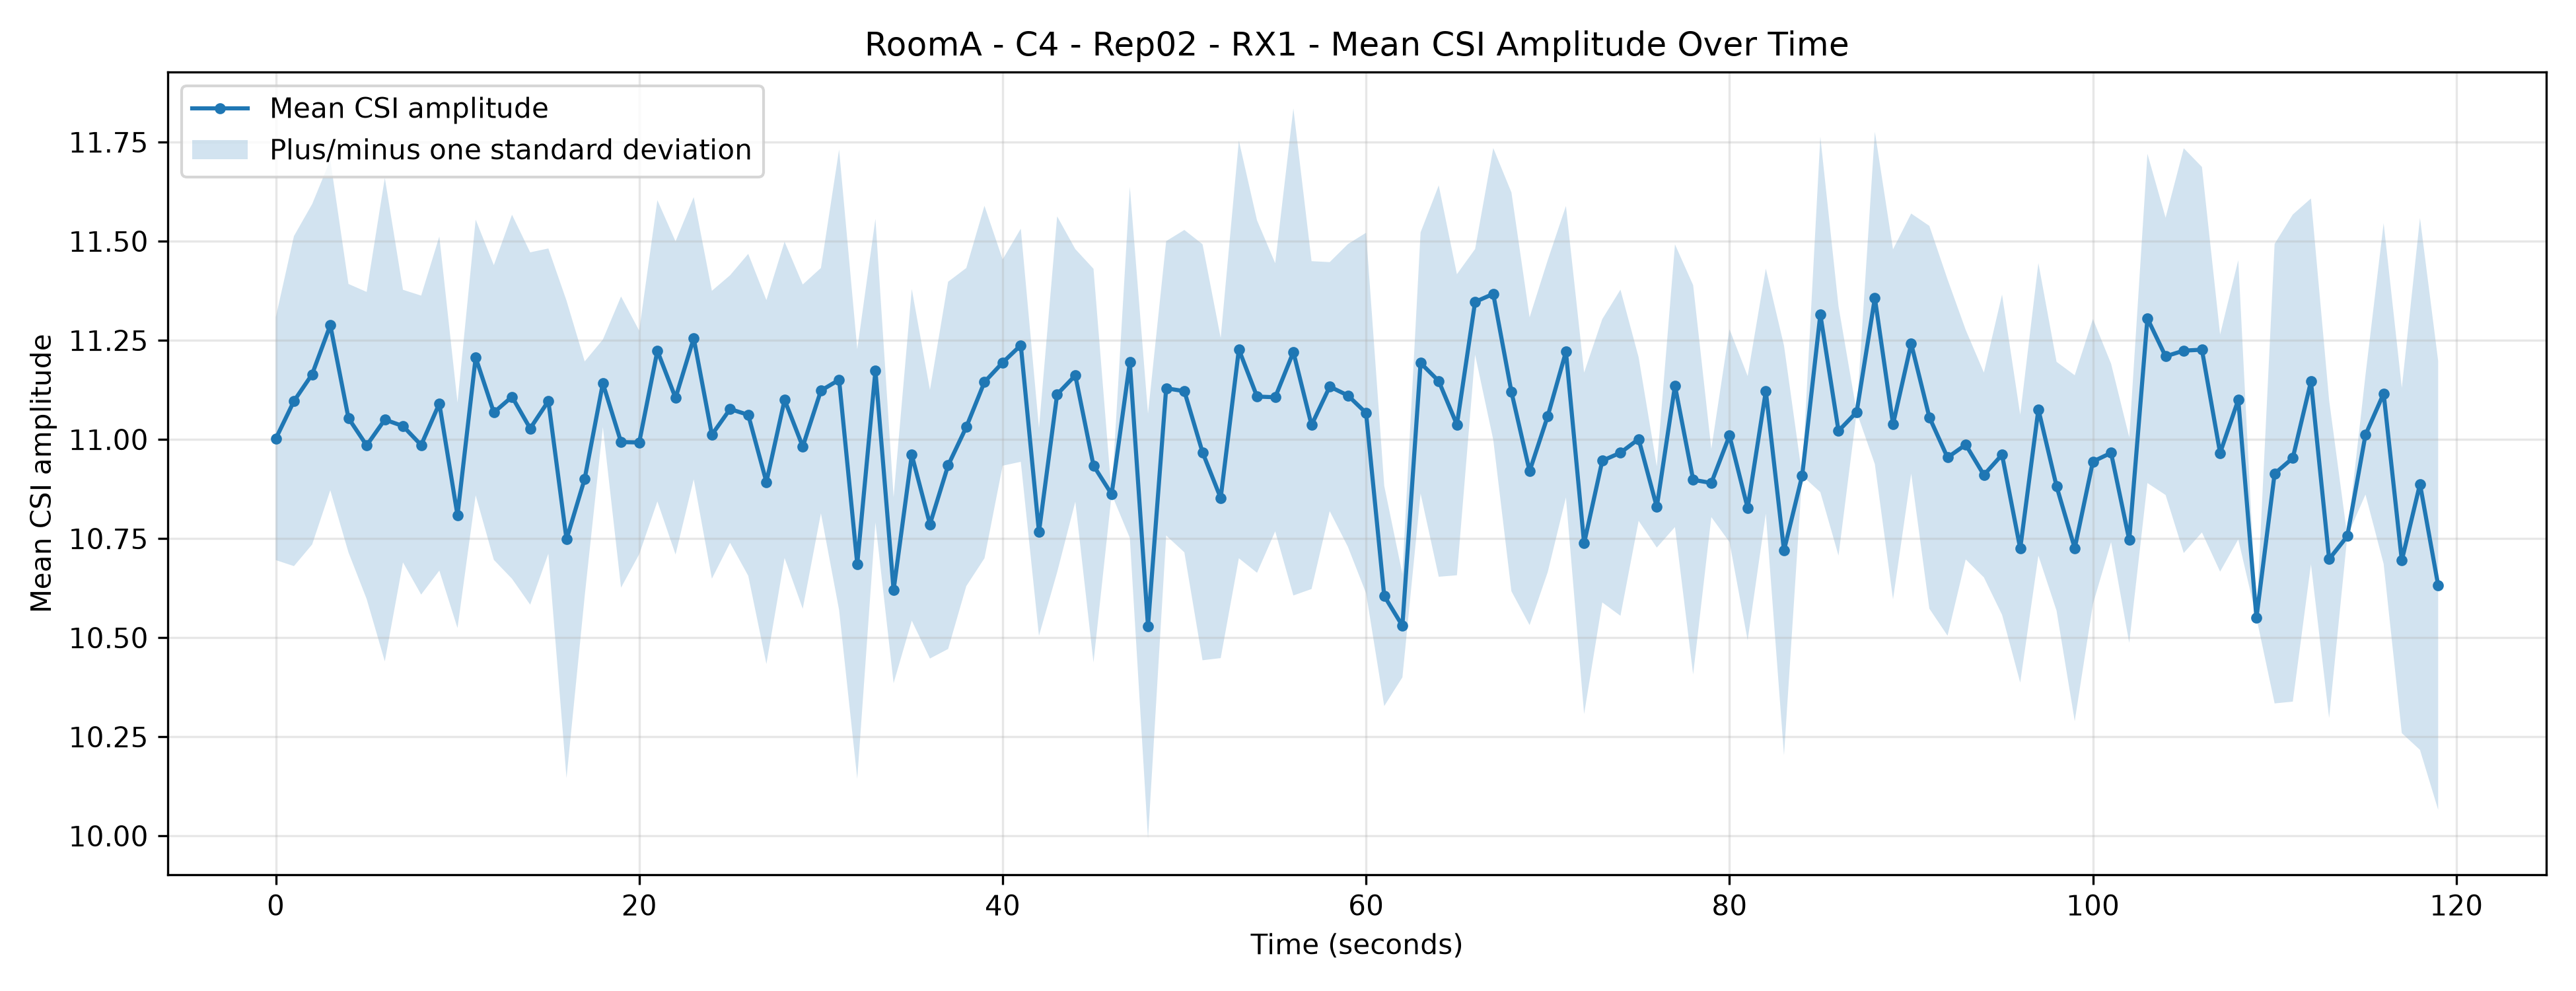 RoomA - C4 - Rep02 - RX1 - Mean CSI Amplitude Over Time
Mean CSI amplitude
Plus/minus one standard deviation
Mean CSI amplitude
11.75
11.50
11.25
11.00
10.75
10.50
10.25
10.00
0 20 40 60 80 100 120
Time (seconds)